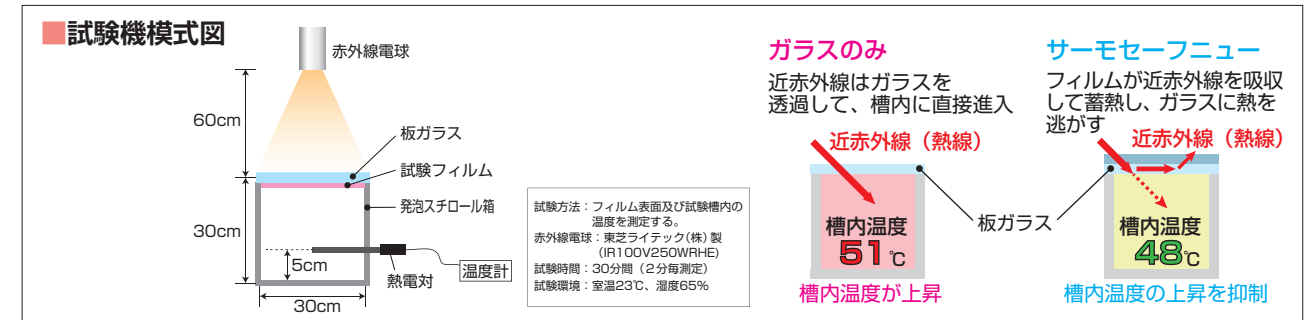 ■試験機模式図
赤外線電球
60cm
板ガラス
試験フィルム
発泡スチロール箱
30cm
5cm
熱電対
温度計
30cm
試験方法：フィルム表面及び試験槽内の
温度を測定する。
赤外線電球：東芝ライテック(株)製
(IR100V250WRHE)
試験時間：30分間（2分毎測定）
試験環境：室温23℃、湿度65%
ガラスのみ
近赤外線はガラスを
透過して、槽内に直接進入
近赤外線（熱線）
槽内温度
51℃
槽内温度が上昇
板ガラス
サーモセーフニュー
フィルムが近赤外線を吸収
して蓄熱し、ガラスに熱を
逃がす
近赤外線（熱線）
槽内温度
48℃
槽内温度の上昇を抑制